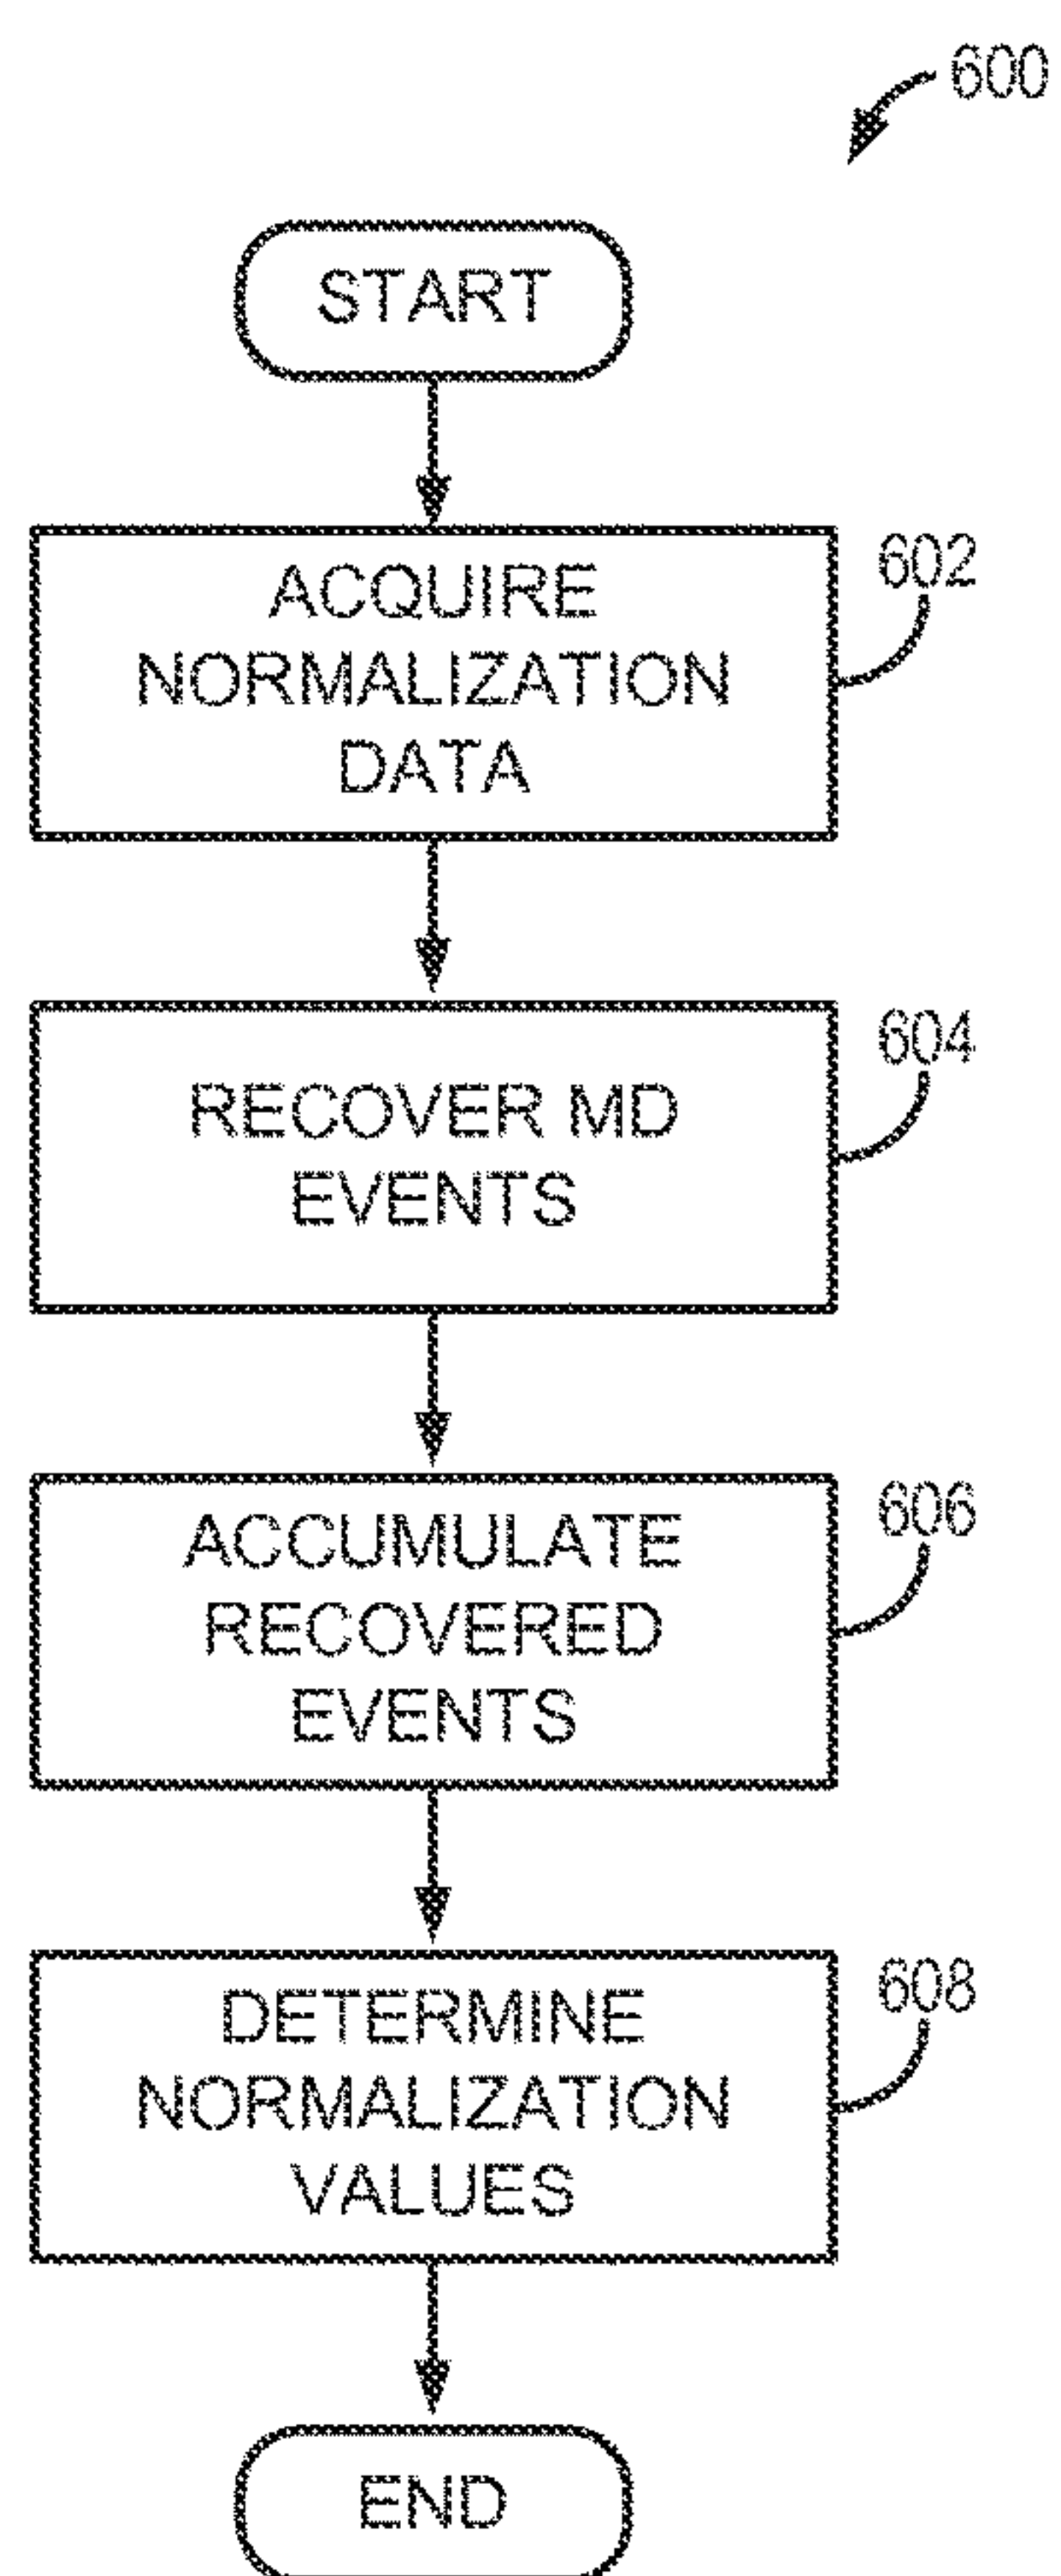 600
START
ACQUIRE
NORMALIZATION
DATA
602
RECOVER MD
EVENTS
604
ACCUMULATE
RECOVERED
EVENTS
606
DETERMINE
NORMALIZATION
VALUES
608
END